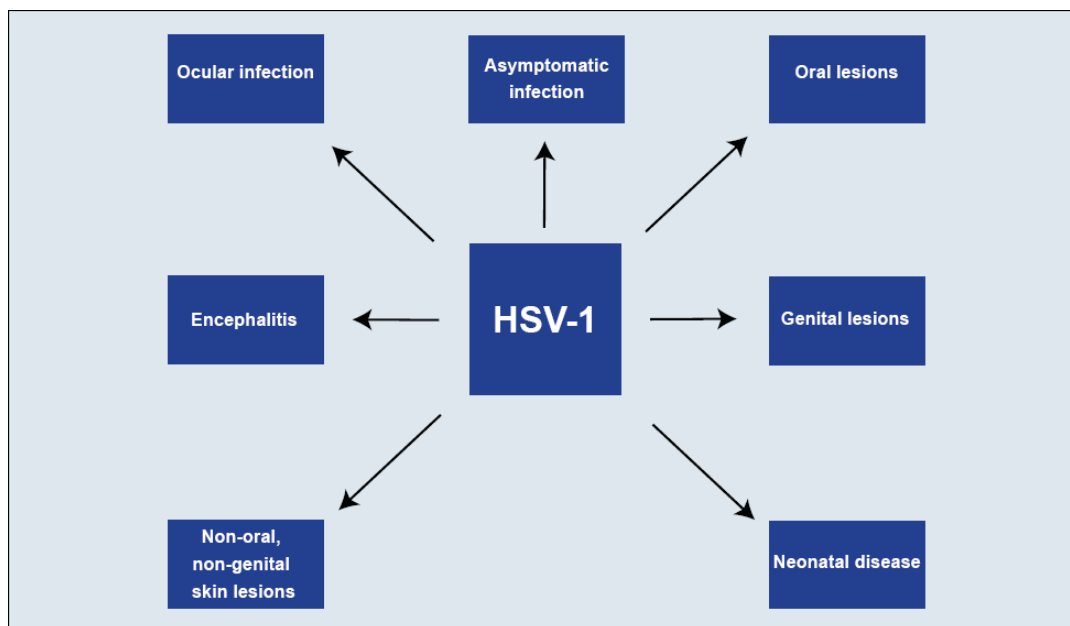 Ocular infection
Asymptomatic
infection
Oral lesions
Encephalitis
HSV-1
Genital lesions
Non-oral,
non-genital
skin lesions
Neonatal disease